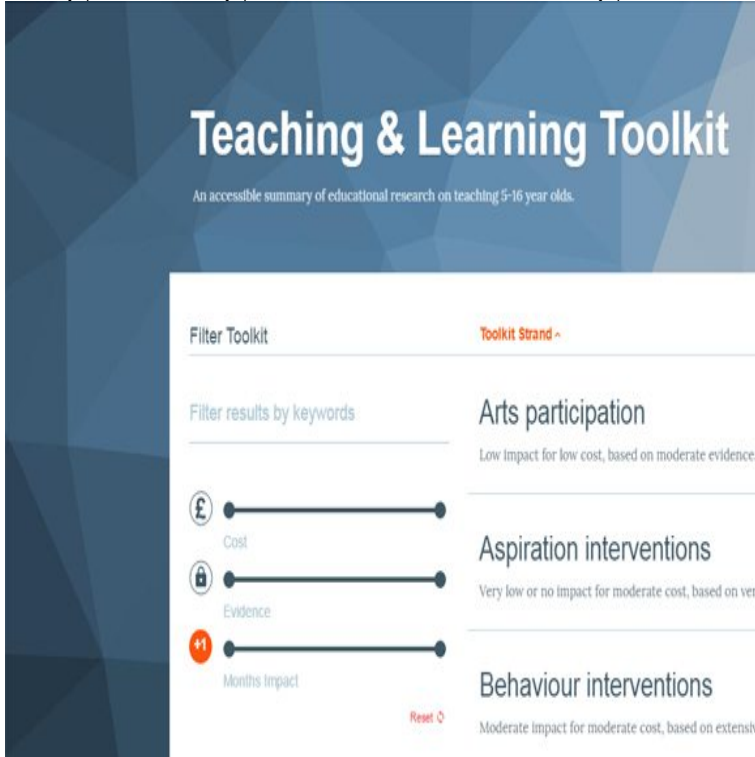 Teaching & Learning Toolkit
An accessible summary of educational research on teaching 5-16 year olds.
Filter Toolkit
Filter results by keywords
£
Cost
Evidence
+1
Months Impact
Reset
Toolkit Strand
Arts participation
Low impact for low cost, based on moderate evidence.
Aspiration interventions
Very low or no impact for moderate cost, based on
Behaviour interventions
Moderate impact for moderate cost, based on